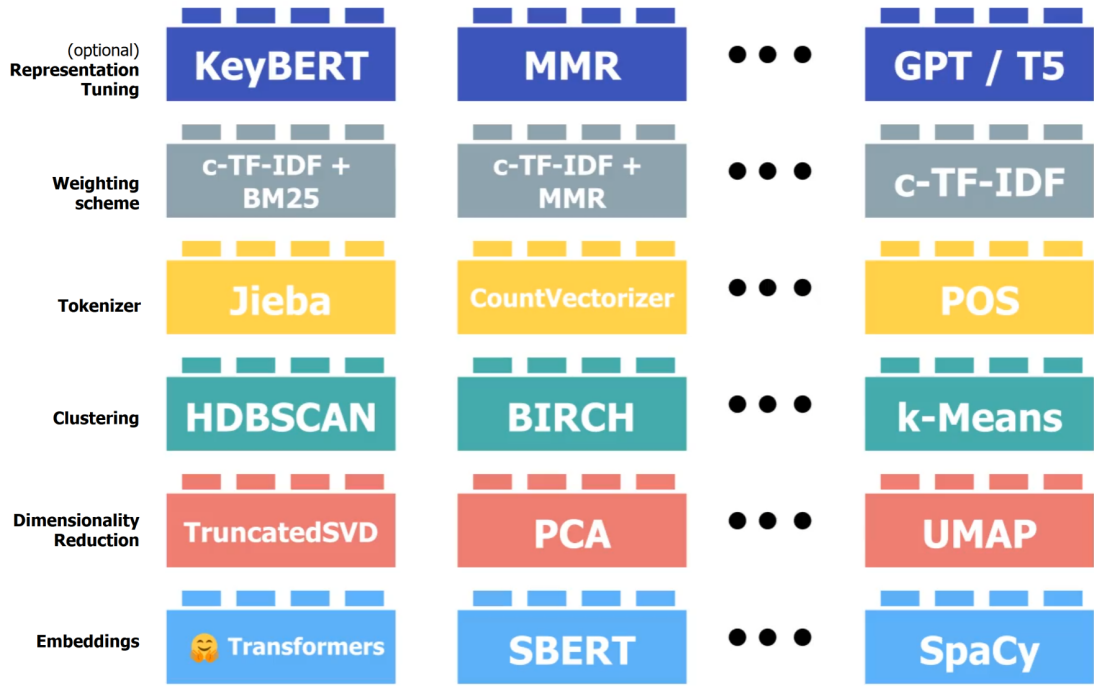 (optional)
Representation
Tuning
KeyBERT
MMR
GPT / T5
Weighting
scheme
c-TF-IDF +
BM25
c-TF-IDF +
MMR
c-TF-IDF
Tokenizer
Jieba
CountVectorizer
POS
Clustering
HDBSCAN
BIRCH
k-Means
Dimensionality
Reduction
TruncatedSVD
PCA
UMAP
Embeddings
🤗 Transformers
SBERT
SpaCy